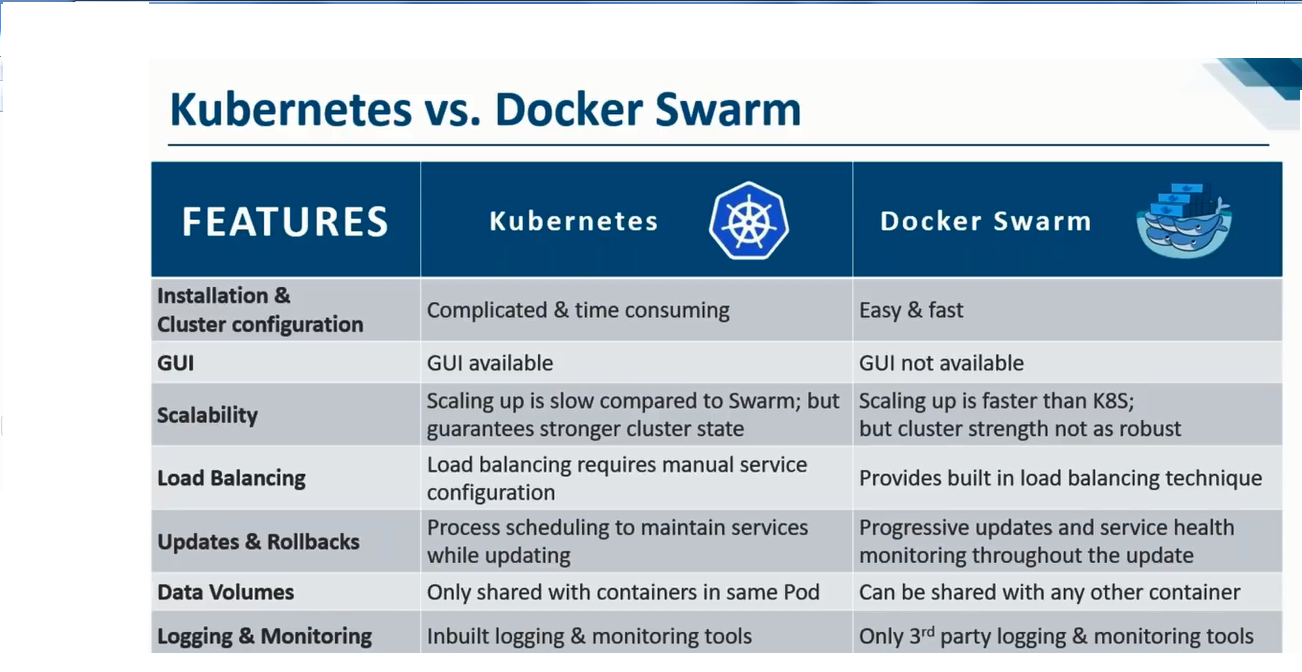 Kubernetes vs. Docker Swarm
FEATURES
Kubernetes
Docker Swarm
Installation &
Cluster configuration
Complicated & time consuming
Easy & fast
GUI
GUI available
GUI not available
Scalability
Scaling up is slow compared to Swarm; but
guarantees stronger cluster state
Scaling up is faster than K8S;
but cluster strength not as robust
Load Balancing
Load balancing requires manual service
configuration
Provides built in load balancing technique
Updates & Rollbacks
Process scheduling to maintain services
while updating
Progressive updates and service health
monitoring throughout the update
Data Volumes
Only shared with containers in same Pod
Can be shared with any other container
Logging & Monitoring
Inbuilt logging & monitoring tools
Only 3rd party logging & monitoring tools